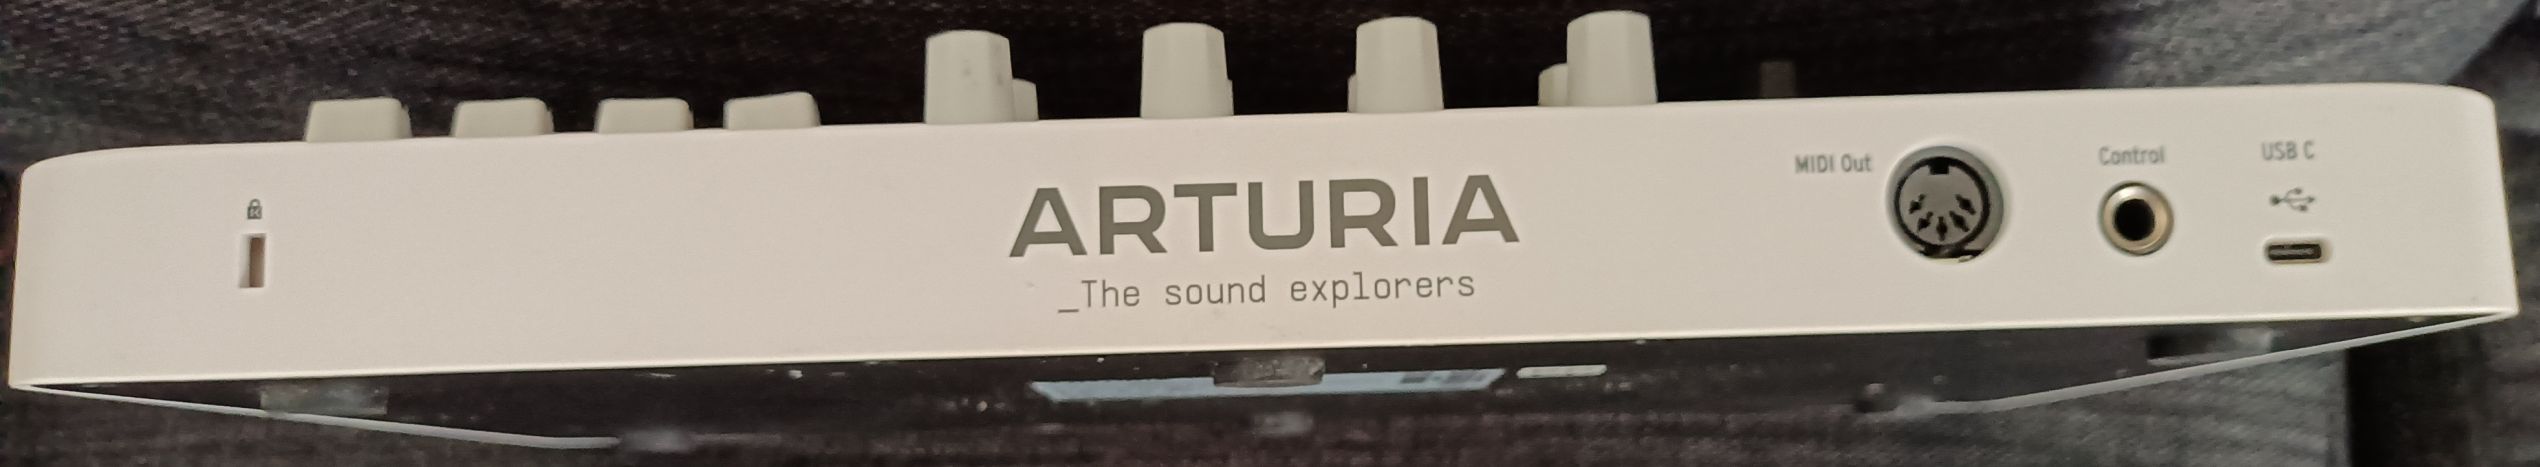 ARTURIA
_The sound explorers
MIDI Out
Control
USB C